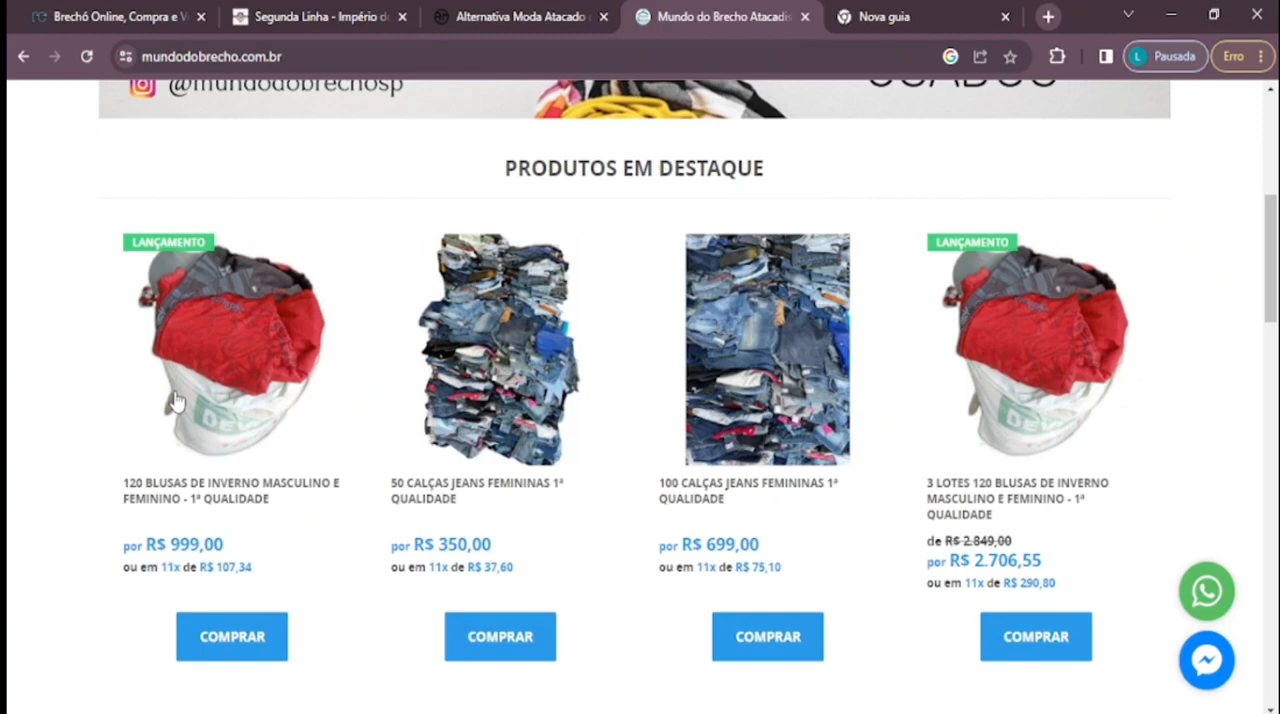 Brechó Online, Compra e V
Segunda Linha - Império d
Alternativa Moda Atacado
Mundo do Brecho Atacadis
Nova guia
mundodobrecho.com.br
L
Pausada
Erro
@mundodobrechosp
USADOS
PRODUTOS EM DESTAQUE
LANÇAMENTO
LANÇAMENTO
120 BLUSAS DE INVERNO MASCULINO E
FEMININO - 1ª QUALIDADE
por R$ 999,00
ou em 11x de R$ 107,34
COMPRAR
50 CALÇAS JEANS FEMININAS 1ª
QUALIDADE
por R$ 350,00
ou em 11x de R$ 37,60
COMPRAR
100 CALÇAS JEANS FEMININAS 1ª
QUALIDADE
por R$ 699,00
ou em 11x de R$ 75,10
COMPRAR
3 LOTES 120 BLUSAS DE INVERNO
MASCULINO E FEMININO - 1ª
QUALIDADE
de R$ 2.849,00
por R$ 2.706,55
ou em 11x de R$ 290,80
COMPRAR